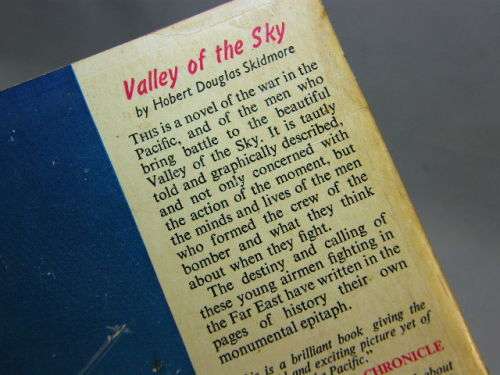 Valley of the Sky
by Hobert Douglas Skidmore
THIS is a novel of the war in the
Pacific, and of the men who
bring battle to the beautiful
Valley of the Sky. It is tautly
told and graphically described,
and not only concerned with
the action of the moment, but
the minds and lives of the men
who formed the crew of the
bomber and what they think
about when they fight.
The destiny and calling of
these young airmen fighting in
the Far East have written in the
pages of history their own
monumental epitaph.
is a brilliant book giving the
and exciting picture yet of
Pacific."
CHRONICLE
about